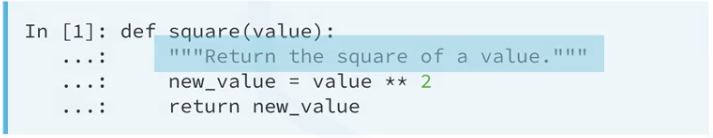 In [1]: def square(value):
   ...:     """Return the square of a value."""
   ...:     new_value = value ** 2
   ...:     return new_value